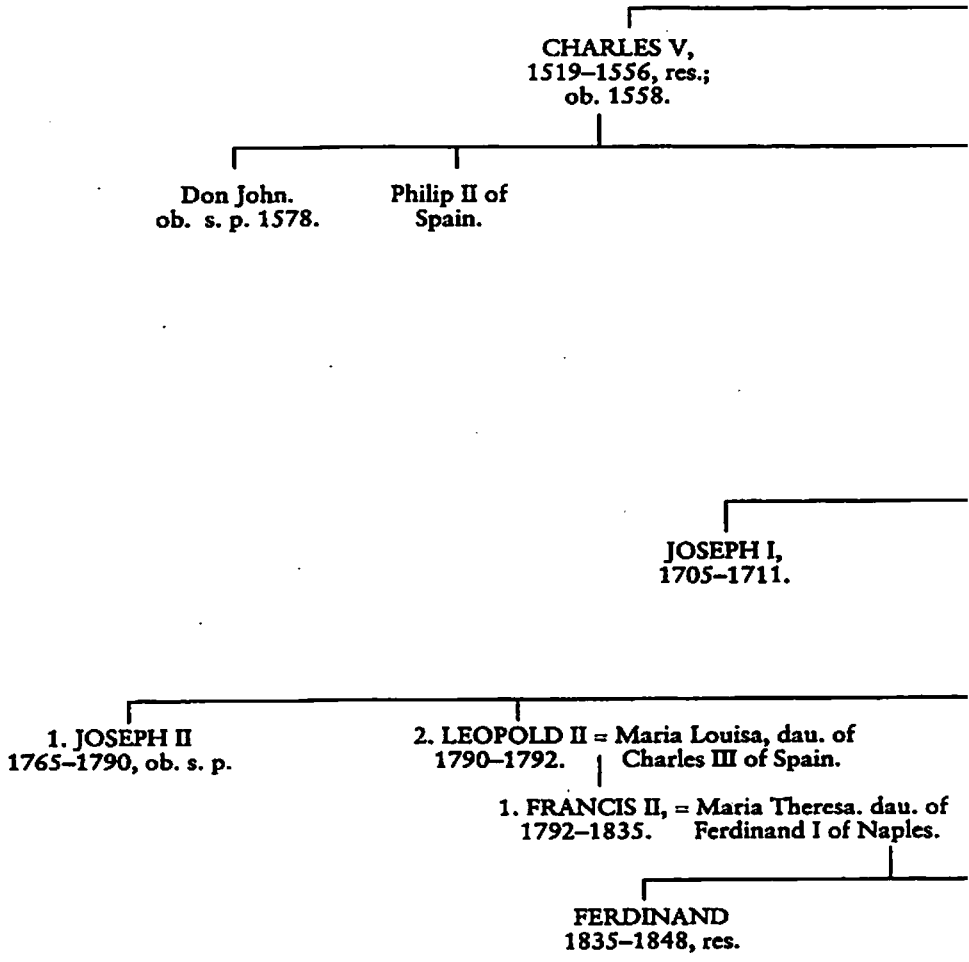 CHARLES V,
1519–1556, res.;
ob. 1558.
Don John.
ob. s. p. 1578.
Philip II of
Spain.
JOSEPH I,
1705–1711.
1. JOSEPH II
1765–1790, ob. s. p.
2. LEOPOLD II = Maria Louisa, dau. of
1790–1792. Charles III of Spain.
1. FRANCIS II, = Maria Theresa. dau. of
1792–1835. Ferdinand I of Naples.
FERDINAND
1835–1848, res.